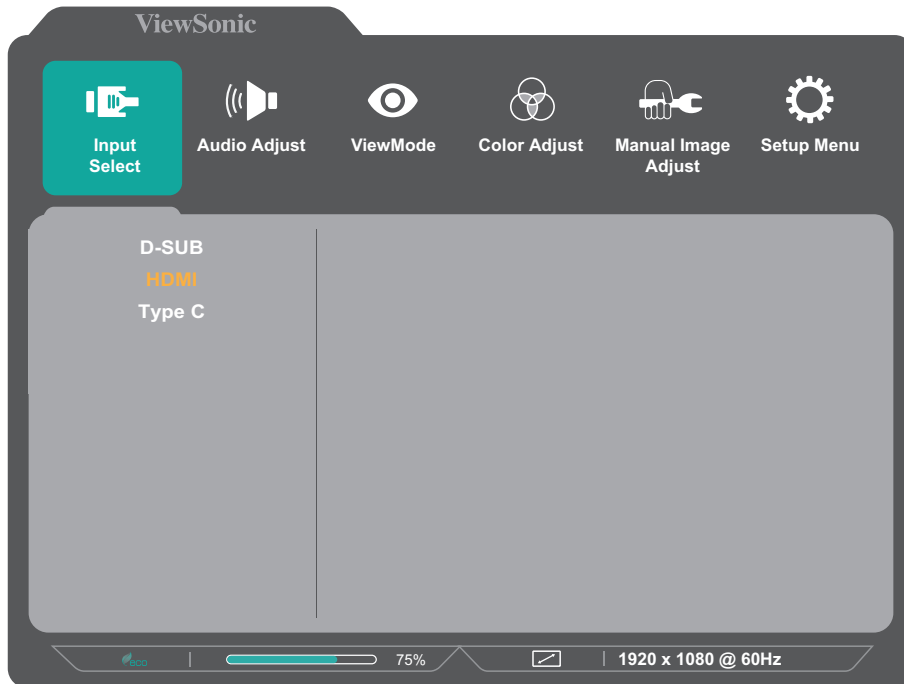 ViewSonic
Input Select
Audio Adjust
ViewMode
Color Adjust
Manual Image Adjust
Setup Menu
D-SUB
HDMI
Type C
eco
75%
1920 x 1080 @ 60Hz